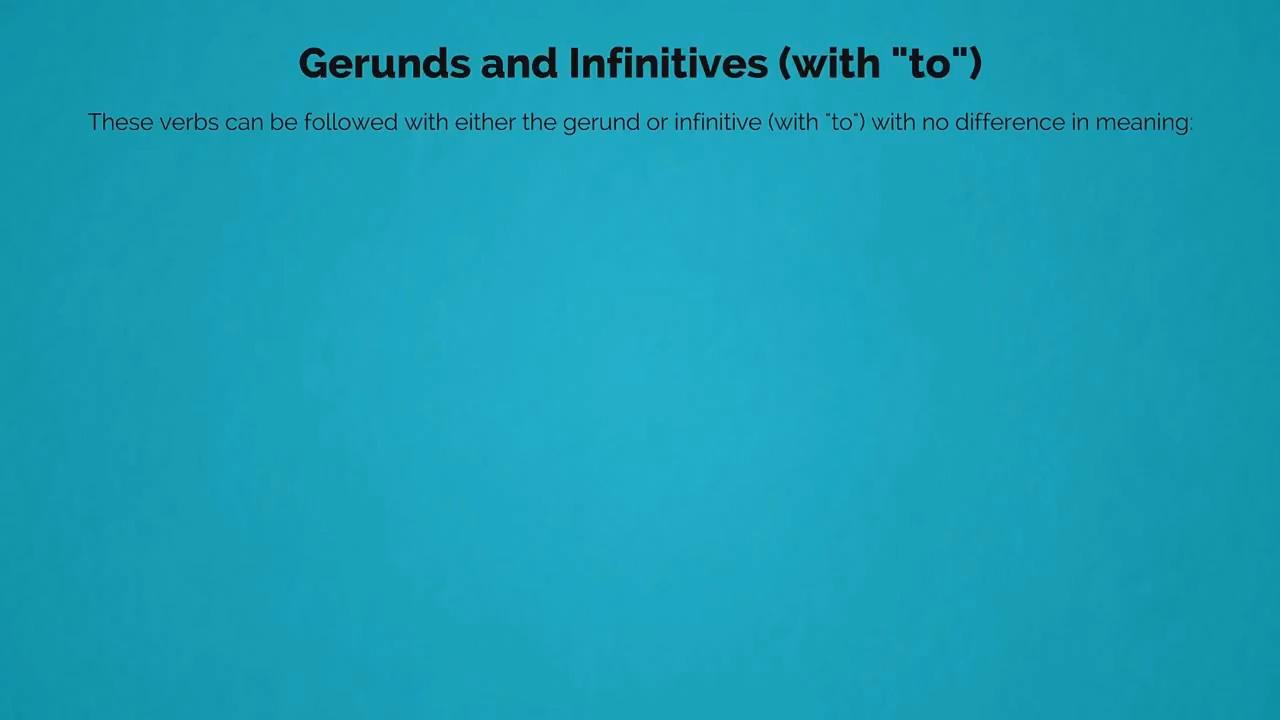 Gerunds and Infinitives (with "to")
These verbs can be followed with either the gerund or infinitive (with "to") with no difference in meaning: